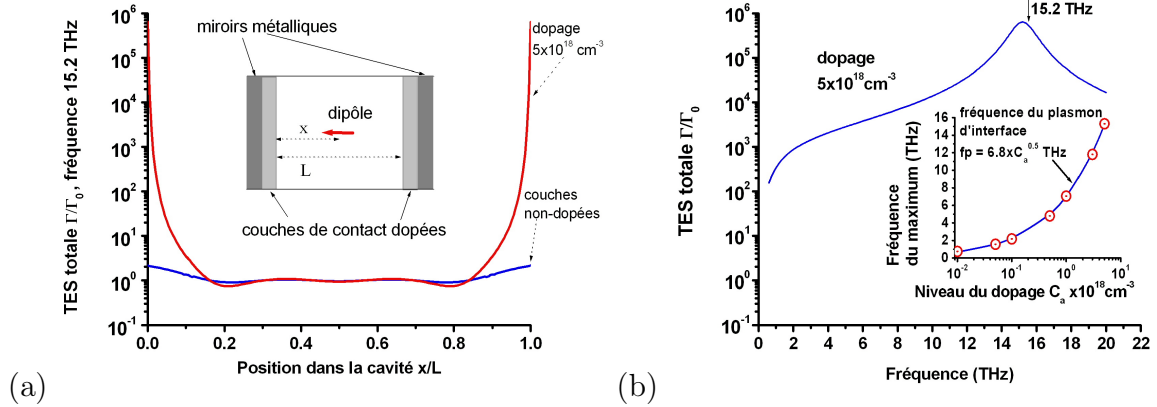 TES totale Γ/Γ0 , fréquence 15.2 THz
10^6
10^5
10^4
10^3
10^2
10^1
10^0
10^-1
miroirs métalliques
dipôle
x
L
couches de contact dopées
dopage
5x10^18 cm^-3
couches
non-dopées
0.0 0.2 0.4 0.6 0.8 1.0
Position dans la cavité x/L
(a)
TES totale Γ/Γ0
10^6
10^5
10^4
10^3
10^2
10^1
10^0
10^-1
15.2 THz
dopage
5x10^18cm^-3
Fréquence
du maximum (THz)
16
14
12
10
8
6
4
2
0
fréquence du plasmon
d'interface
fp = 6.8xCa^0.5 THz
10^-2 10^-1 10^0 10^1
Niveau du dopage Ca x10^18cm^-3
2 4 6 8 10 12 14 16 18 20 22
Fréquence (THz)
(b)